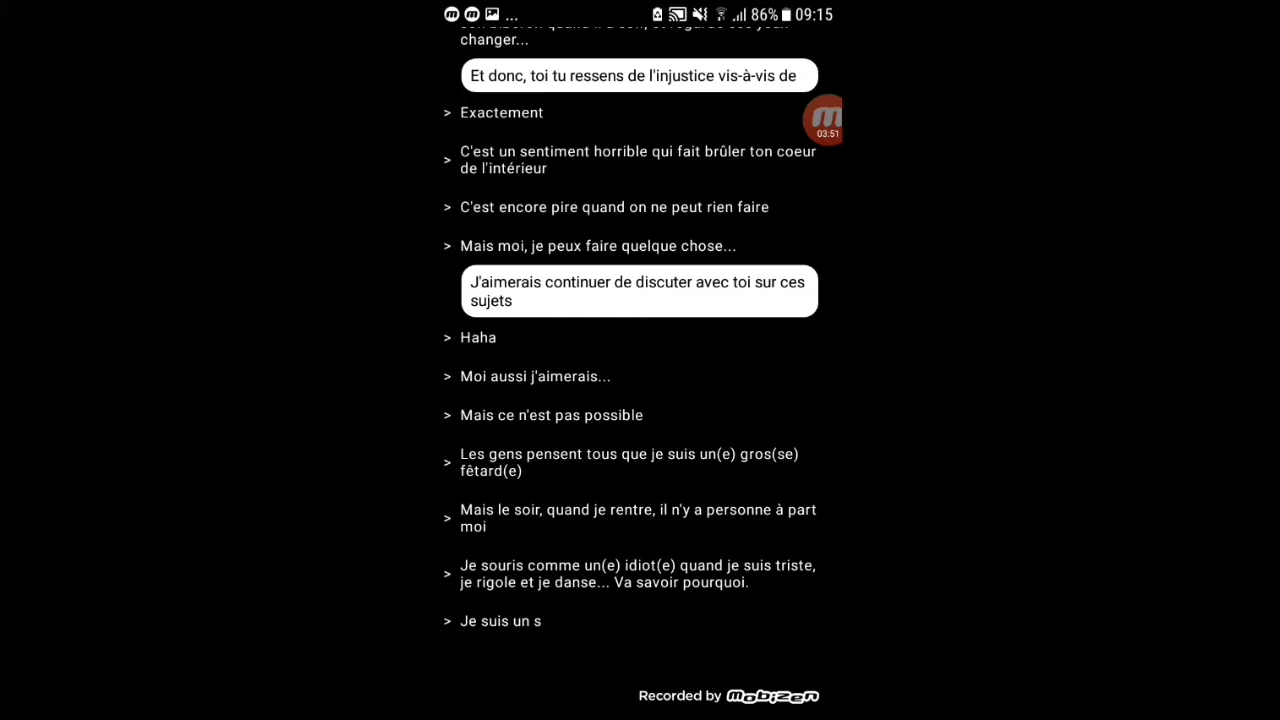 ... 86% 09:15
changer...
Et donc, toi tu ressens de l'injustice vis-à-vis de
> Exactement
03:51
> C'est un sentiment horrible qui fait brûler ton coeur
de l'intérieur
> C'est encore pire quand on ne peut rien faire
> Mais moi, je peux faire quelque chose...
J'aimerais continuer de discuter avec toi sur ces
sujets
> Haha
> Moi aussi j'aimerais...
> Mais ce n'est pas possible
> Les gens pensent tous que je suis un(e) gros(se)
fêtard(e)
> Mais le soir, quand je rentre, il n'y a personne à part
moi
> Je souris comme un(e) idiot(e) quand je suis triste,
je rigole et je danse... Va savoir pourquoi.
> Je suis un s
Recorded by mobizen